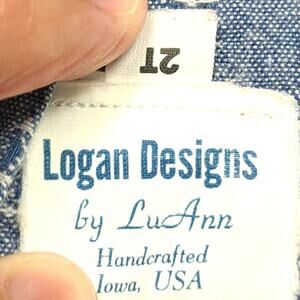 2T
Logan Designs
by LuAnn
Handcrafted
Iowa, USA